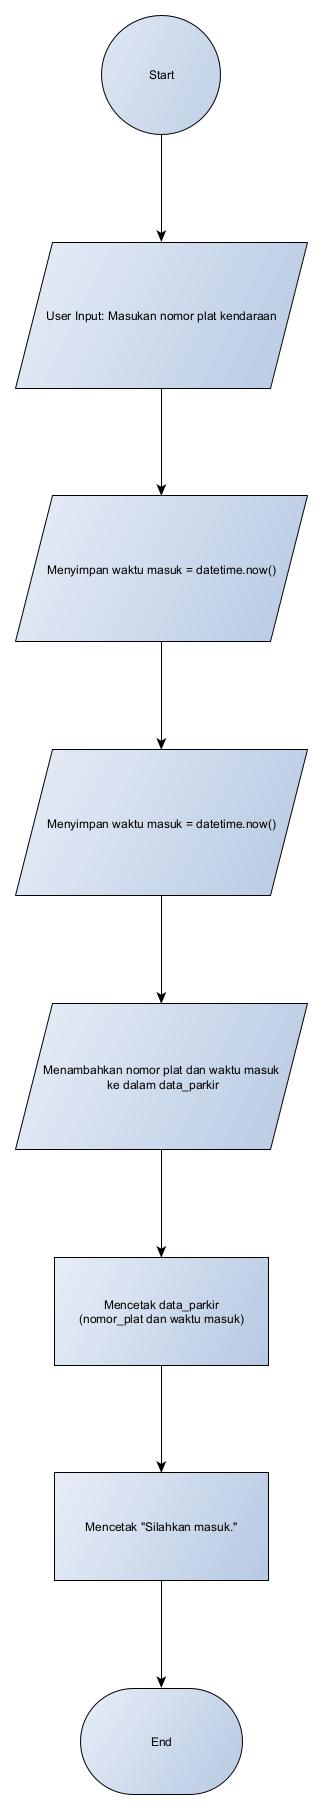 Start
User Input: Masukan nomor plat kendaraan
Menyimpan waktu masuk = datetime.now()
Menyimpan waktu masuk = datetime.now()
Menambahkan nomor plat dan waktu masuk
ke dalam data_parkir
Mencetak data_parkir
(nomor_plat dan waktu masuk)
Mencetak "Silahkan masuk."
End